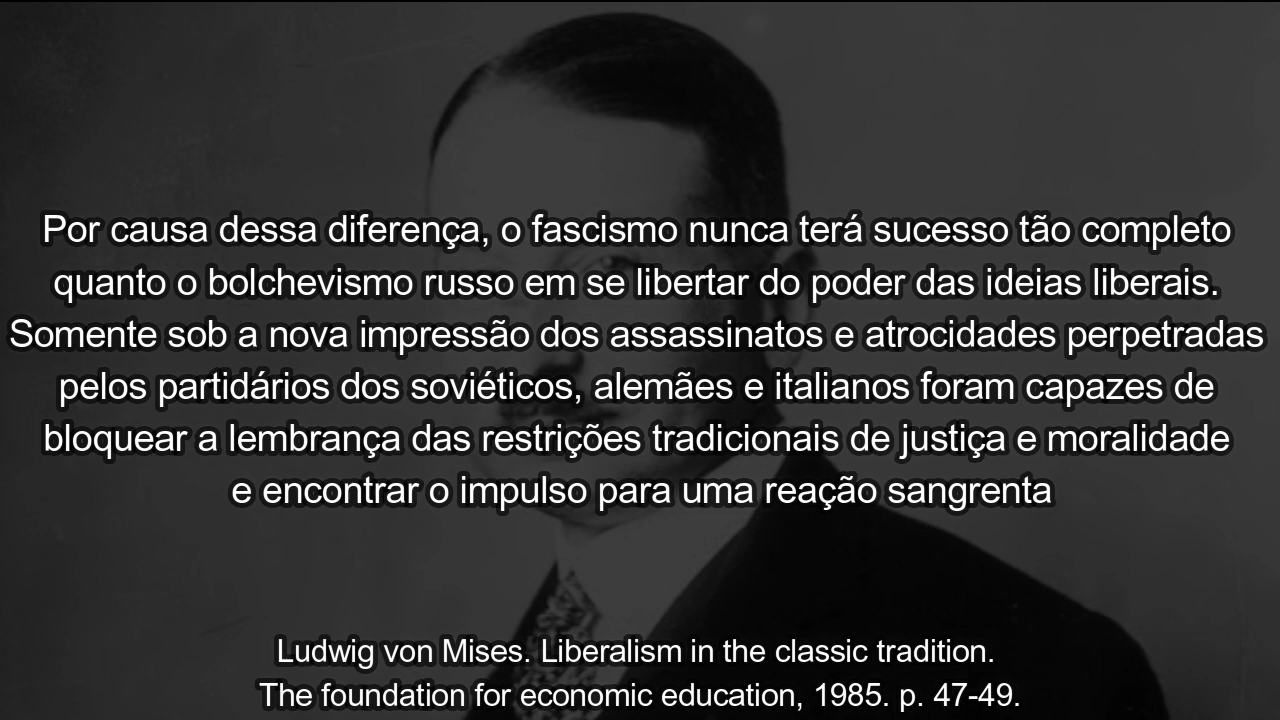 Por causa dessa diferença, o fascismo nunca terá sucesso tão completo
quanto o bolchevismo russo em se libertar do poder das ideias liberais.
Somente sob a nova impressão dos assassinatos e atrocidades perpetradas
pelos partidários dos soviéticos, alemães e italianos foram capazes de
bloquear a lembrança das restrições tradicionais de justiça e moralidade
e encontrar o impulso para uma reação sangrenta
Ludwig von Mises. Liberalism in the classic tradition.
The foundation for economic education, 1985. p. 47-49.